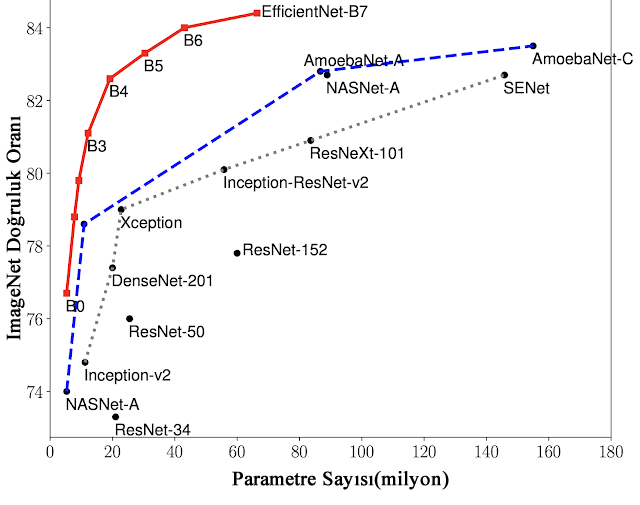 84
EfficientNet-B7
B6
B5
AmoebaNet-A
AmoebaNet-C
B4
NASNet-A
SENet
82
B3
ResNeXt-101
80
Inception-ResNet-v2
Xception
78
ResNet-152
DenseNet-201
B0
76
ResNet-50
Inception-v2
74
NASNet-A
ResNet-34
ImageNet Doğruluk Oranı
0 20 40 60 80 100 120 140 160 180
Parametre Sayısı(milyon)